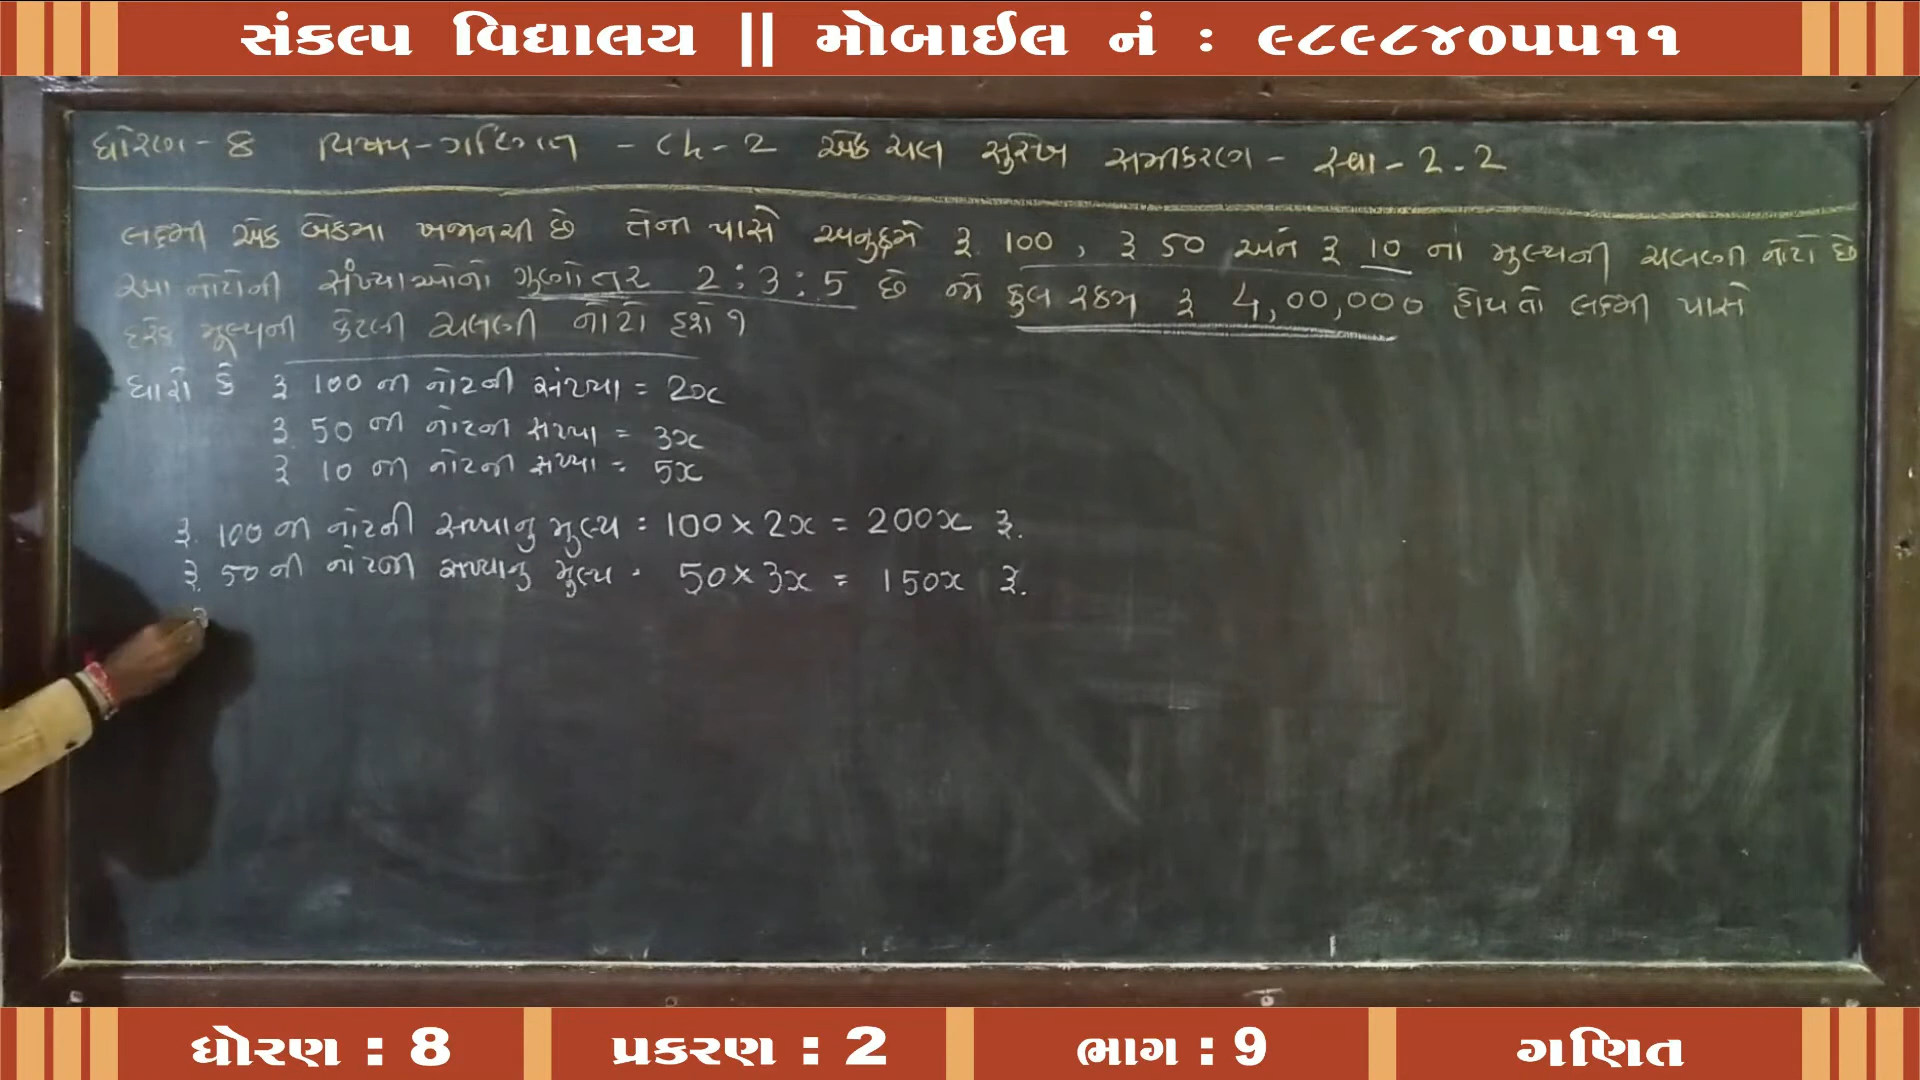 સંકલ્પ વિદ્યાલય || મોબાઈલ નં : ૯૮૯૮૪૦૫૫૧૧
ધોરણ - 8 વિષય - ગણિત - Ch - 2 એક ચલ સુરેખ સમીકરણ - સ્વા - 2.2
લક્ષ્મી એક બેંકમા ખજાનચી છે તેની પાસે અનુક્રમે રૂ. 100 , રૂ 50 અને રૂ 10 ના મુલ્યની ચલણી નોટો છે
આ નોટોની સંખ્યાઓનો ગુણોત્તર 2 : 3 : 5 છે જો કુલ રકમ રૂ 4,00,000 હોય તો લક્ષ્મી પાસે
દરેક મૂલ્યની કેટલી ચલણી નોટો હશે ?
ધારો કે રૂ 100 ની નોટની સંખ્યા = 2x
રૂ. 50 ની નોટની સંખ્યા = 3x
રૂ 10 ની નોટની સંખ્યા = 5x
રૂ. 100 ની નોટની સંખ્યાનુ મુલ્ય = 100 × 2x = 200x રૂ.
રૂ. 50 ની નોટની સંખ્યાનુ મુલ્ય = 50 × 3x = 150x રૂ.
ધોરણ : 8 પ્રકરણ : 2 ભાગ : 9 ગણિત